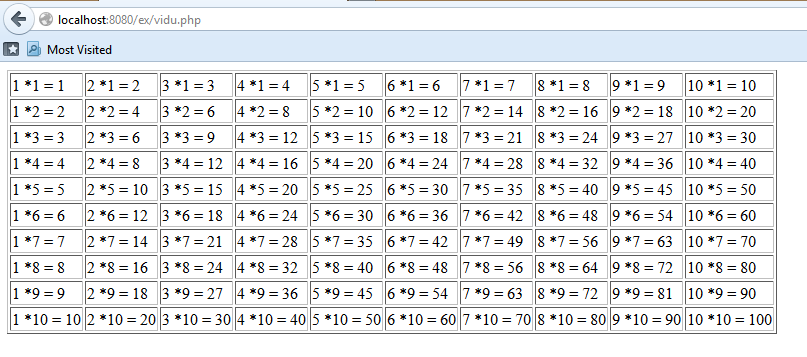 localhost:8080/ex/vidu.php
Most Visited
1 *1 = 1 2 *1 = 2 3 *1 = 3 4 *1 = 4 5 *1 = 5 6 *1 = 6 7 *1 = 7 8 *1 = 8 9 *1 = 9 10 *1 = 10
1 *2 = 2 2 *2 = 4 3 *2 = 6 4 *2 = 8 5 *2 = 10 6 *2 = 12 7 *2 = 14 8 *2 = 16 9 *2 = 18 10 *2 = 20
1 *3 = 3 2 *3 = 6 3 *3 = 9 4 *3 = 12 5 *3 = 15 6 *3 = 18 7 *3 = 21 8 *3 = 24 9 *3 = 27 10 *3 = 30
1 *4 = 4 2 *4 = 8 3 *4 = 12 4 *4 = 16 5 *4 = 20 6 *4 = 24 7 *4 = 28 8 *4 = 32 9 *4 = 36 10 *4 = 40
1 *5 = 5 2 *5 = 10 3 *5 = 15 4 *5 = 20 5 *5 = 25 6 *5 = 30 7 *5 = 35 8 *5 = 40 9 *5 = 45 10 *5 = 50
1 *6 = 6 2 *6 = 12 3 *6 = 18 4 *6 = 24 5 *6 = 30 6 *6 = 36 7 *6 = 42 8 *6 = 48 9 *6 = 54 10 *6 = 60
1 *7 = 7 2 *7 = 14 3 *7 = 21 4 *7 = 28 5 *7 = 35 6 *7 = 42 7 *7 = 49 8 *7 = 56 9 *7 = 63 10 *7 = 70
1 *8 = 8 2 *8 = 16 3 *8 = 24 4 *8 = 32 5 *8 = 40 6 *8 = 48 7 *8 = 56 8 *8 = 64 9 *8 = 72 10 *8 = 80
1 *9 = 9 2 *9 = 18 3 *9 = 27 4 *9 = 36 5 *9 = 45 6 *9 = 54 7 *9 = 63 8 *9 = 72 9 *9 = 81 10 *9 = 90
1 *10 = 10 2 *10 = 20 3 *10 = 30 4 *10 = 40 5 *10 = 50 6 *10 = 60 7 *10 = 70 8 *10 = 80 9 *10 = 90 10 *10 = 100